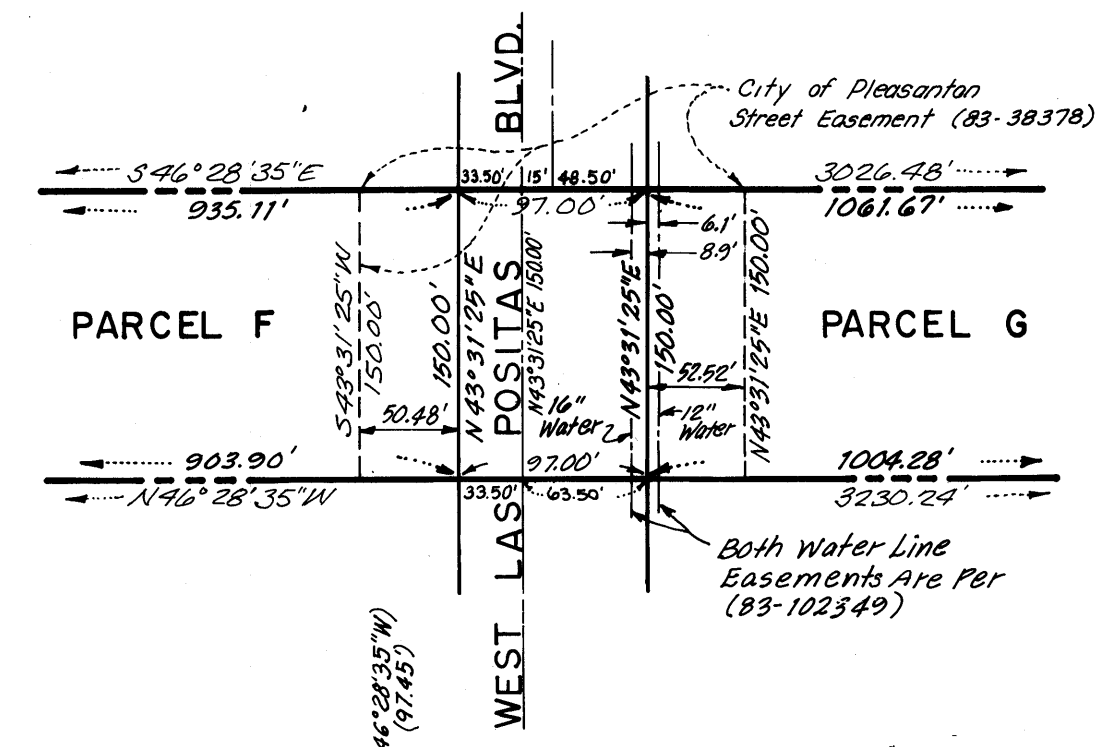 WEST LAS POSITAS BLVD.
City of Pleasanton
Street Easement (83-38378)
S46°28'35"E
33.50'
15'
48.50'
3026.48'
935.11'
97.00'
1061.67'
6.1'
8.9'
PARCEL F
S43°31'25"W
150.00'
150.00'
N43°31'25"E
N43°31'25"E 150.00'
N43°31'25"E
150.00'
N43°31'25"E 150.00'
PARCEL G
52.52'
50.48'
16"
Water
12"
Water
903.90'
97.00'
1004.28'
N46°28'35"W
33.50'
63.50'
3230.24'
Both Water Line
Easements Are Per
(83-102349)
46°28'35"W)
(97.45')